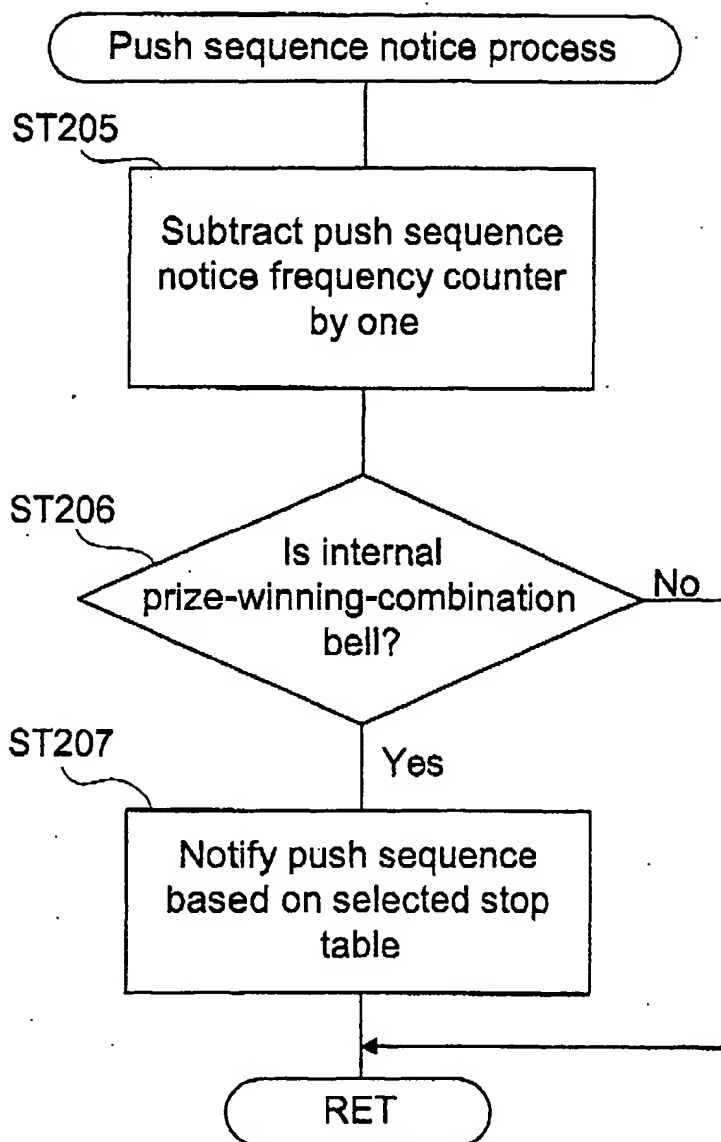 Push sequence notice process
ST205
Subtract push sequence
notice frequency counter
by one
ST206
Is internal
prize-winning-combination
bell?
No
Yes
ST207
Notify push sequence
based on selected stop
table
RET